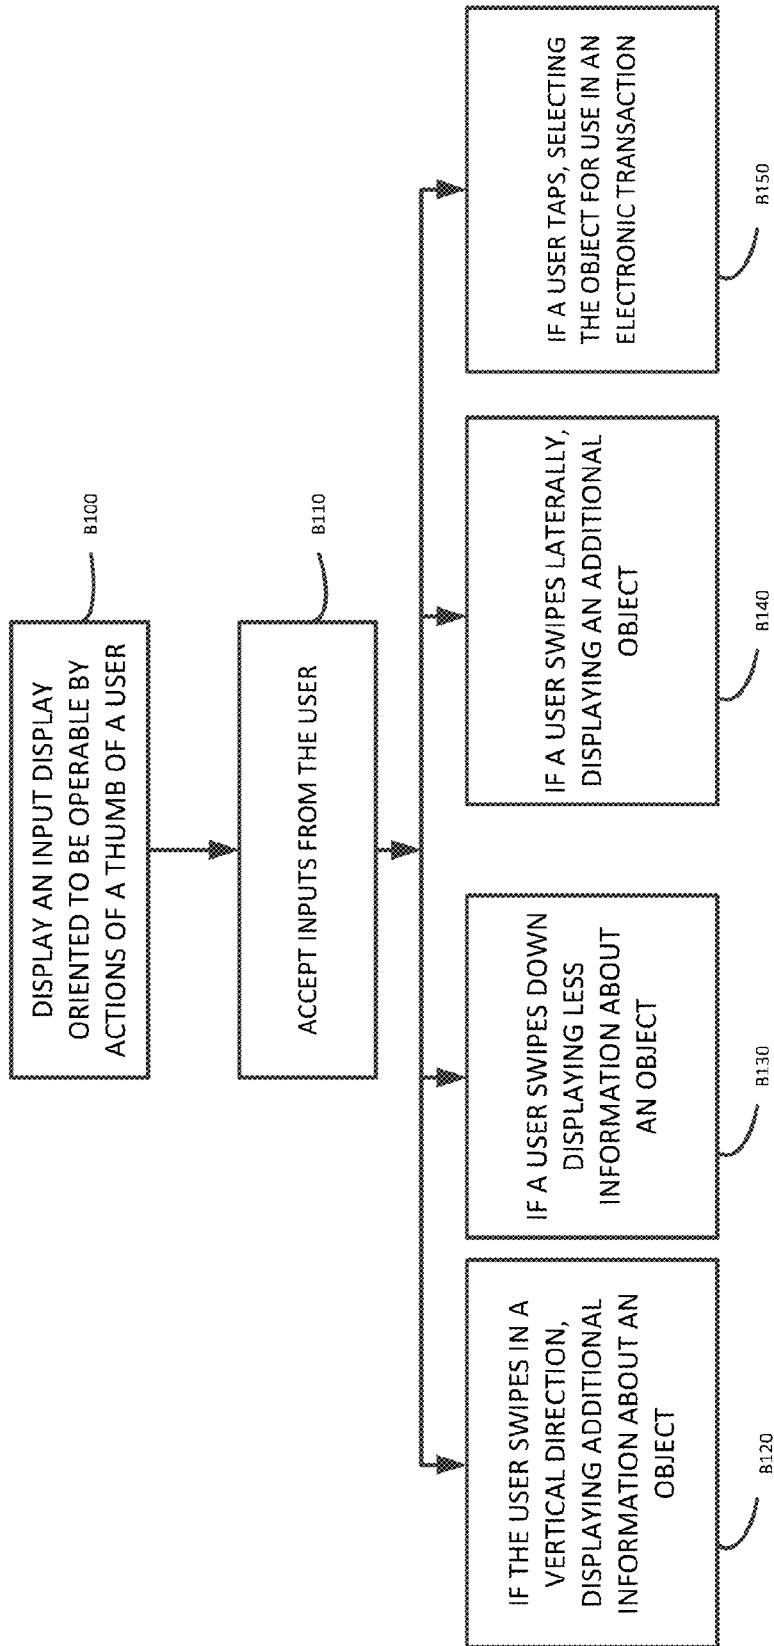 DISPLAY AN INPUT DISPLAY
ORIENTED TO BE OPERABLE BY
ACTIONS OF A THUMB OF A USER
B100
ACCEPT INPUTS FROM THE USER
B110
IF THE USER SWIPES IN A
VERTICAL DIRECTION,
DISPLAYING ADDITIONAL
INFORMATION ABOUT AN
OBJECT
B120
IF A USER SWIPES DOWN
DISPLAYING LESS
INFORMATION ABOUT
AN OBJECT
B130
IF A USER SWIPES LATERALLY,
DISPLAYING AN ADDITIONAL
OBJECT
B140
IF A USER TAPS, SELECTING
THE OBJECT FOR USE IN AN
ELECTRONIC TRANSACTION
B150